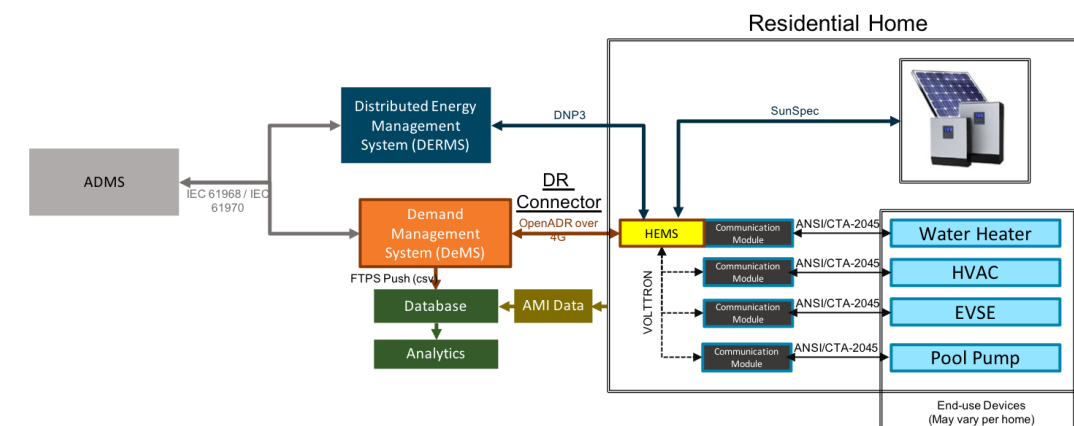 Residential Home
Distributed Energy
Management
System (DERMS)
DNP3
SunSpec
ADMS
IEC 61968 / IEC
61970
DR
Connector
Demand
Management
System (DeMS)
OpenADR over
4G
HEMS
Communication
Module
ANSI/CTA-2045
Water Heater
FTPS Push (csv)
VOLTTRON
Communication
Module
ANSI/CTA-2045
HVAC
Database
AMI Data
Communication
Module
ANSI/CTA-2045
EVSE
Analytics
Communication
Module
ANSI/CTA-2045
Pool Pump
End-use Devices
(May vary per home)